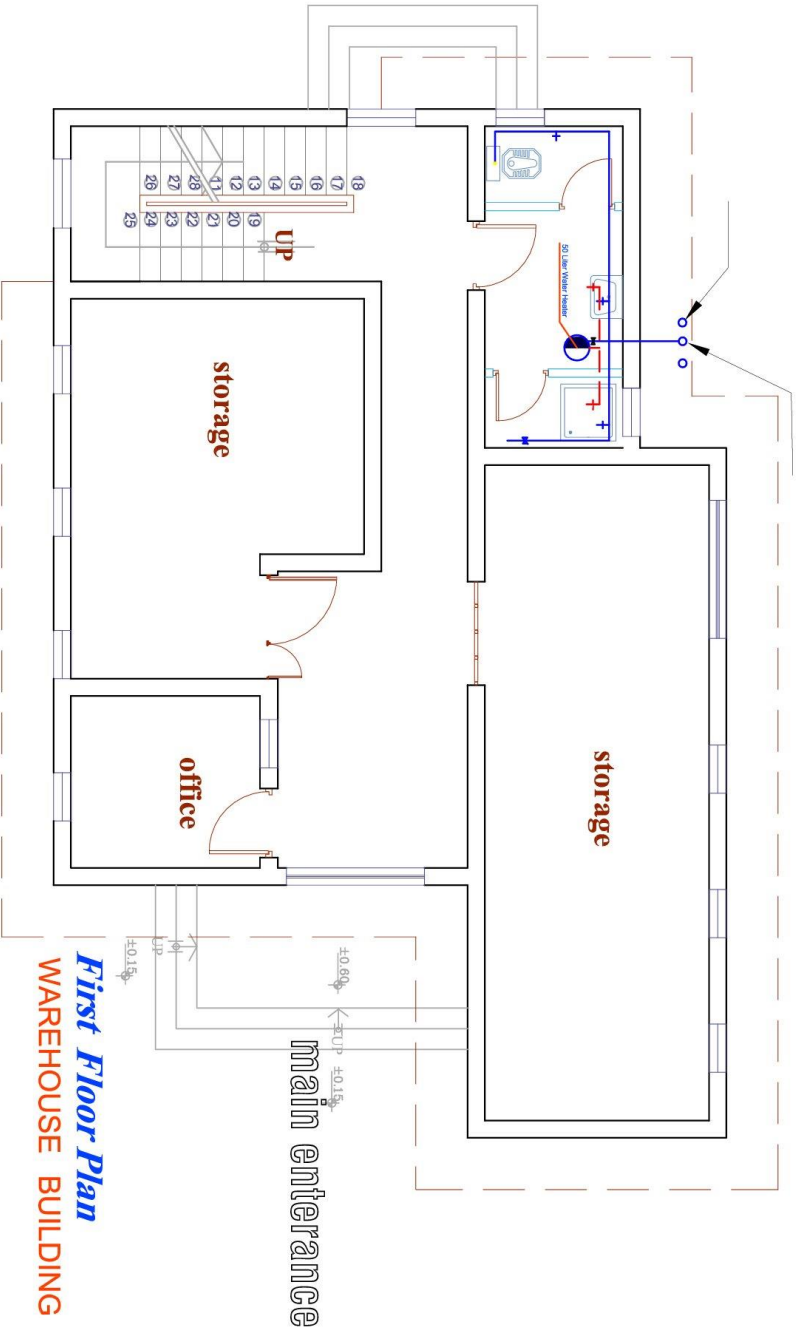 50 Liter Water Heater
storage
18
17
16
15
14
13
12
11
28
27
26
19
20
21
22
23
24
25
UP
storage
office
±0.60
UP
±0.15
main enterance
UP
±0.15
First Floor Plan
WAREHOUSE BUILDING